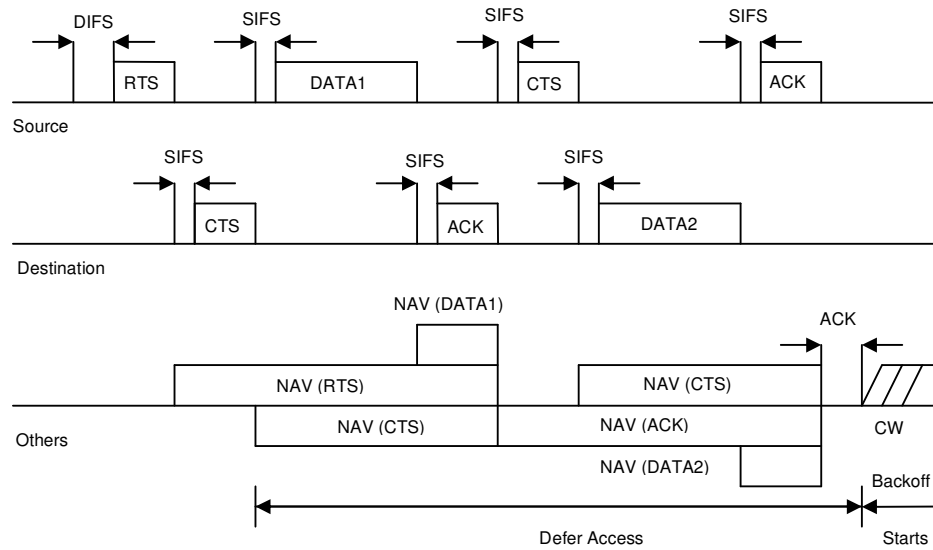 DIFS SIFS SIFS SIFS
RTS DATA1 CTS ACK
Source
SIFS SIFS SIFS
CTS ACK DATA2
Destination
NAV (DATA1) ACK
NAV (RTS) NAV (CTS)
Others NAV (CTS) NAV (ACK) CW
NAV (DATA2) Backoff
Defer Access Starts